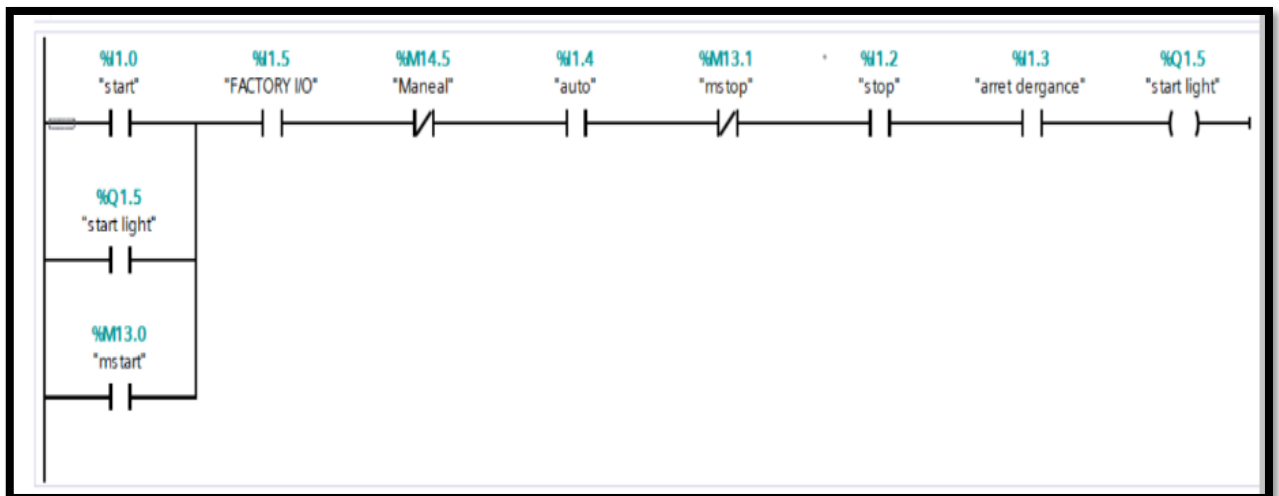 %I1.0 %I1.5 %M14.5 %I1.4 %M13.1 %I1.2 %I1.3 %Q1.5
"start" "FACTORY I/O" "Maneal" "auto" "mstop" "stop" "arret dergance" "start light"
%Q1.5
"start light"
%M13.0
"mstart"